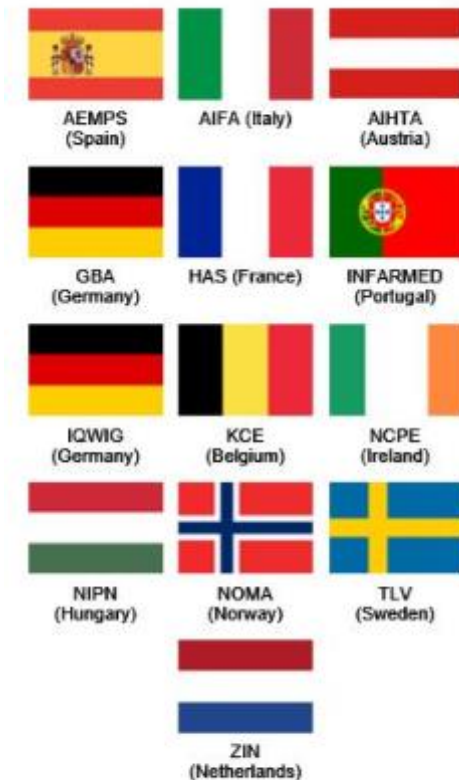 AEMPS
(Spain)
AIFA (Italy)
AIHTA
(Austria)
GBA
(Germany)
HAS (France)
INFARMED
(Portugal)
IQWIG
(Germany)
KCE
(Belgium)
NCPE
(Ireland)
NIPN
(Hungary)
NOMA
(Norway)
TLV
(Sweden)
ZIN
(Netherlands)